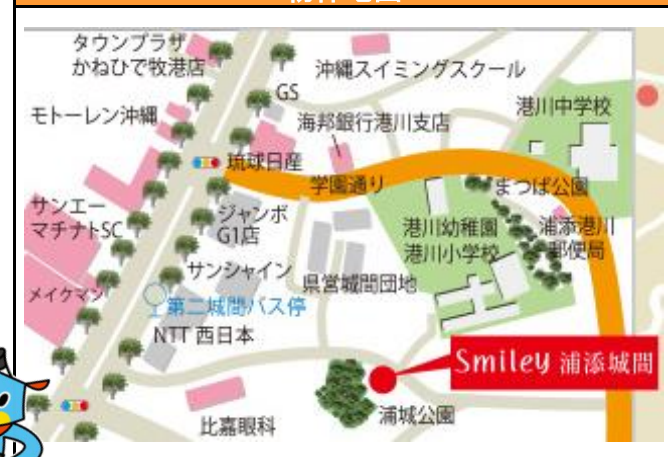 タウンプラザ
かねひで牧港店
沖縄スイミングスクール
GS
港川中学校
モトーレン沖縄
海邦銀行港川支店
琉球日産
学園通り
まつば公園
サンエー
マチナトSC
ジャンボ
G1店
港川幼稚園
港川小学校
浦添港川
郵便局
サンシャイン
県営城間団地
メイクマン
第二城間バス停
NTT 西日本
Smiley 浦添城間
浦城公園
比嘉眼科